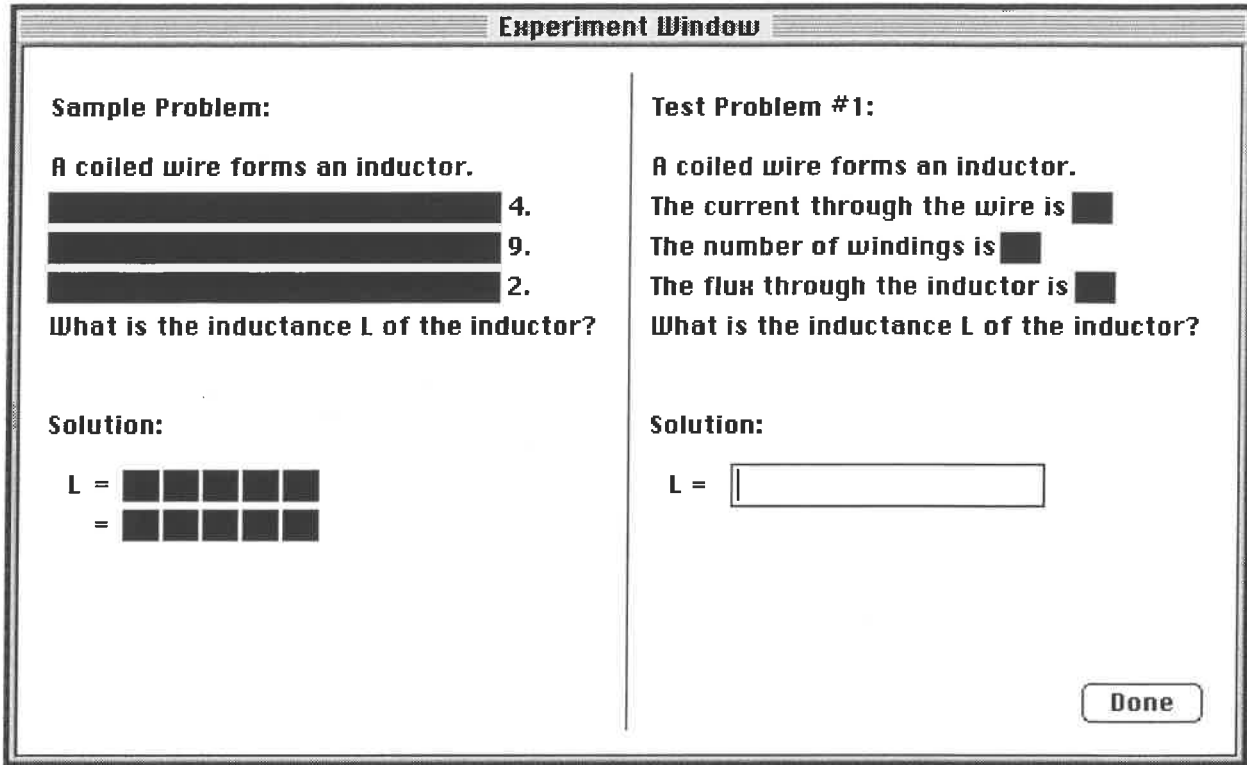 Experiment Window
Sample Problem:
A coiled wire forms an inductor.
4.
9.
2.
What is the inductance L of the inductor?
Solution:
L =
=
Test Problem #1:
A coiled wire forms an inductor.
The current through the wire is
The number of windings is
The flux through the inductor is
What is the inductance L of the inductor?
Solution:
L =
Done